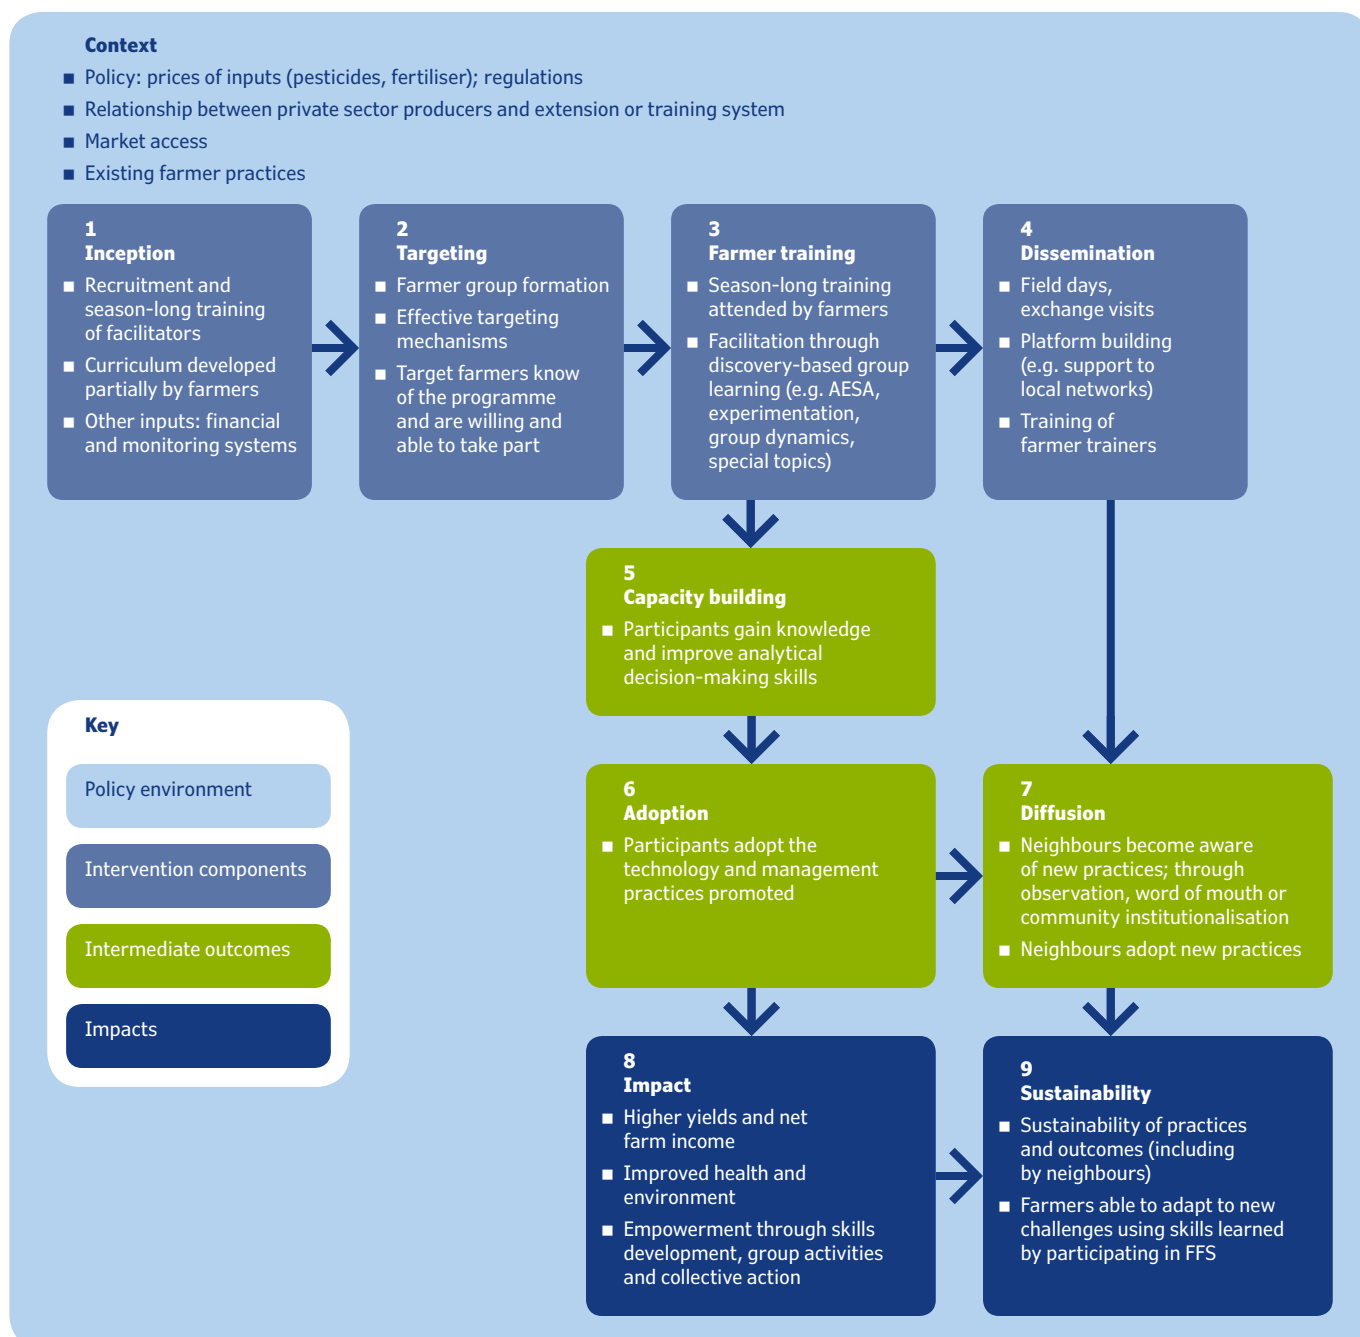 Context
■ Policy: prices of inputs (pesticides, fertiliser); regulations
■ Relationship between private sector producers and extension or training system
■ Market access
■ Existing farmer practices
1
Inception
■ Recruitment and
season-long training
of facilitators
■ Curriculum developed
partially by farmers
■ Other inputs: financial
and monitoring systems
2
Targeting
■ Farmer group formation
■ Effective targeting
mechanisms
■ Target farmers know
of the programme
and are willing and
able to take part
3
Farmer training
■ Season-long training
attended by farmers
■ Facilitation through
discovery-based group
learning (e.g. AESA,
experimentation,
group dynamics,
special topics)
4
Dissemination
■ Field days,
exchange visits
■ Platform building
(e.g. support to
local networks)
■ Training of
farmer trainers
5
Capacity building
■ Participants gain knowledge
and improve analytical
decision-making skills
Key
Policy environment
Intervention components
Intermediate outcomes
Impacts
6
Adoption
■ Participants adopt the
technology and management
practices promoted
7
Diffusion
■ Neighbours become aware
of new practices; through
observation, word of mouth or
community institutionalisation
■ Neighbours adopt new practices
8
Impact
■ Higher yields and net
farm income
■ Improved health and
environment
■ Empowerment through skills
development, group activities
and collective action
9
Sustainability
■ Sustainability of practices
and outcomes (including
by neighbours)
■ Farmers able to adapt to new
challenges using skills learned
by participating in FFS